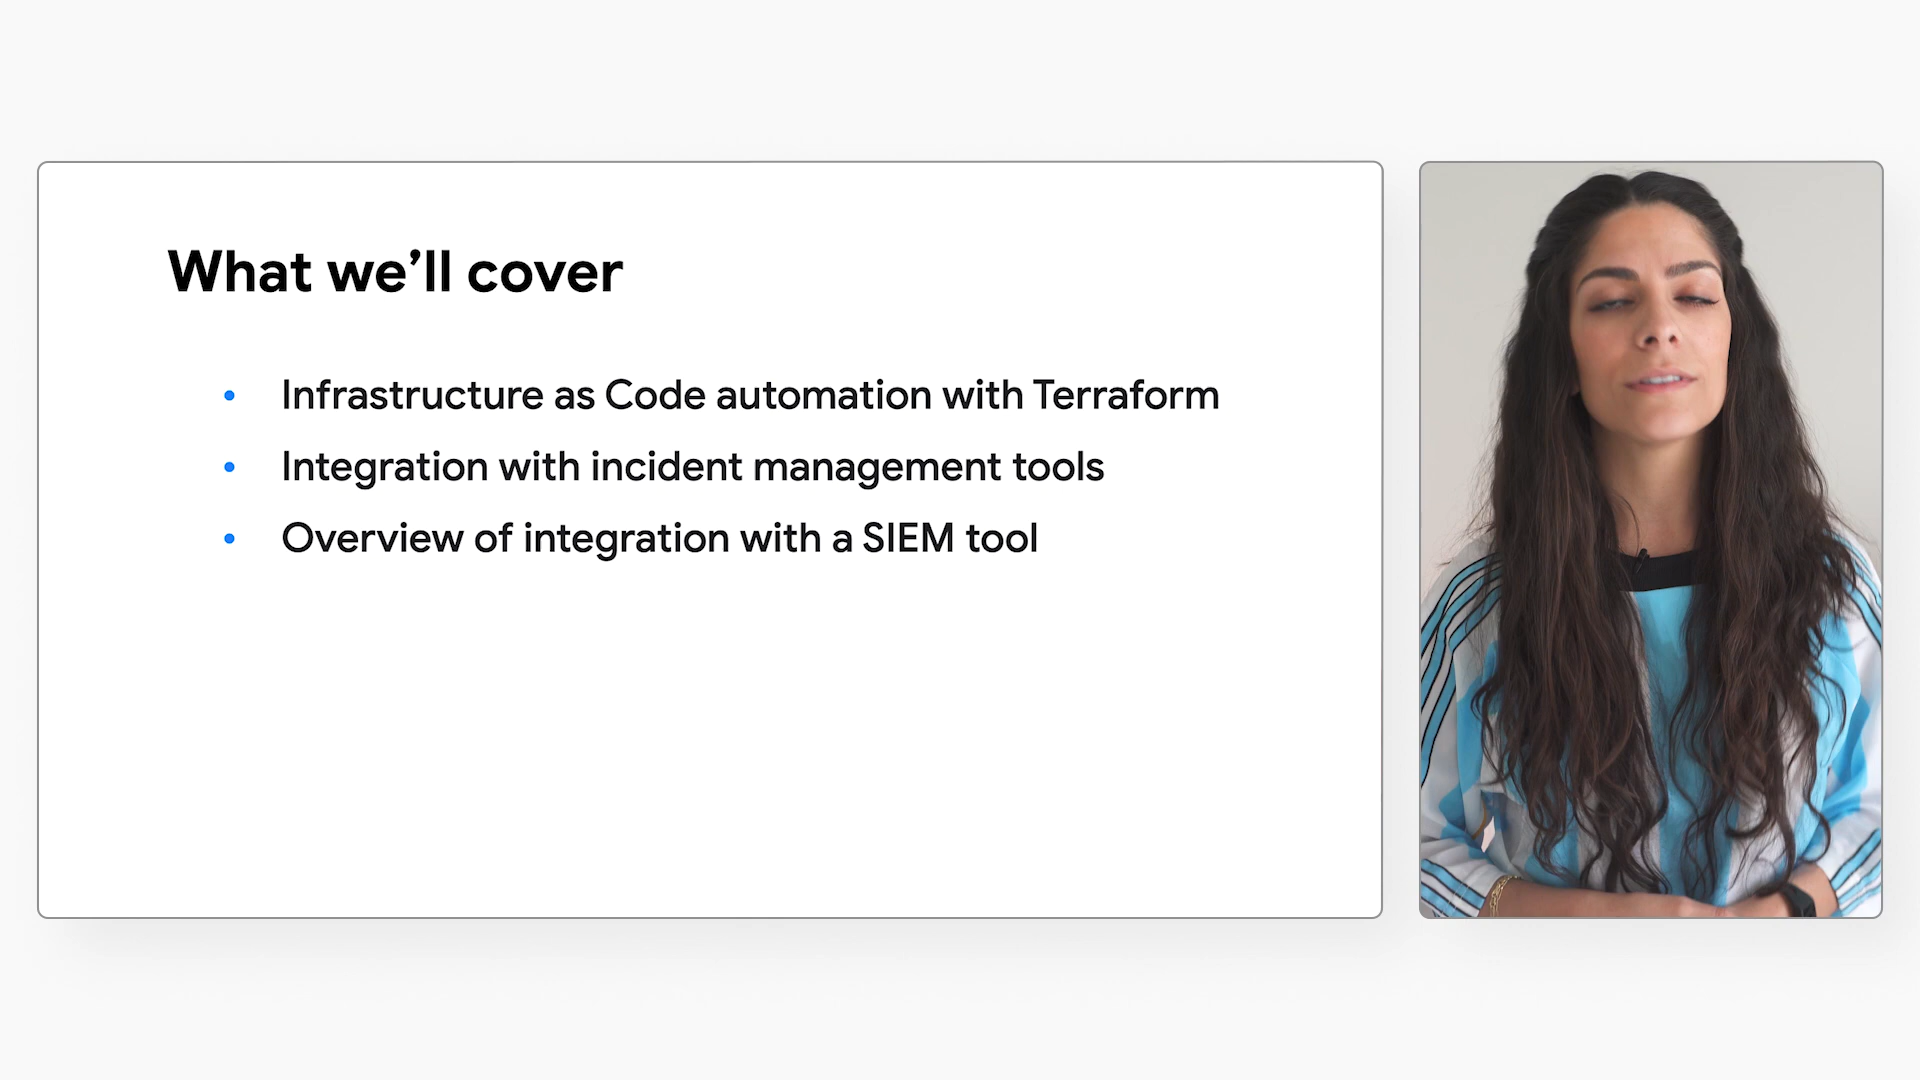 What we’ll cover
• Infrastructure as Code automation with Terraform
• Integration with incident management tools
• Overview of integration with a SIEM tool